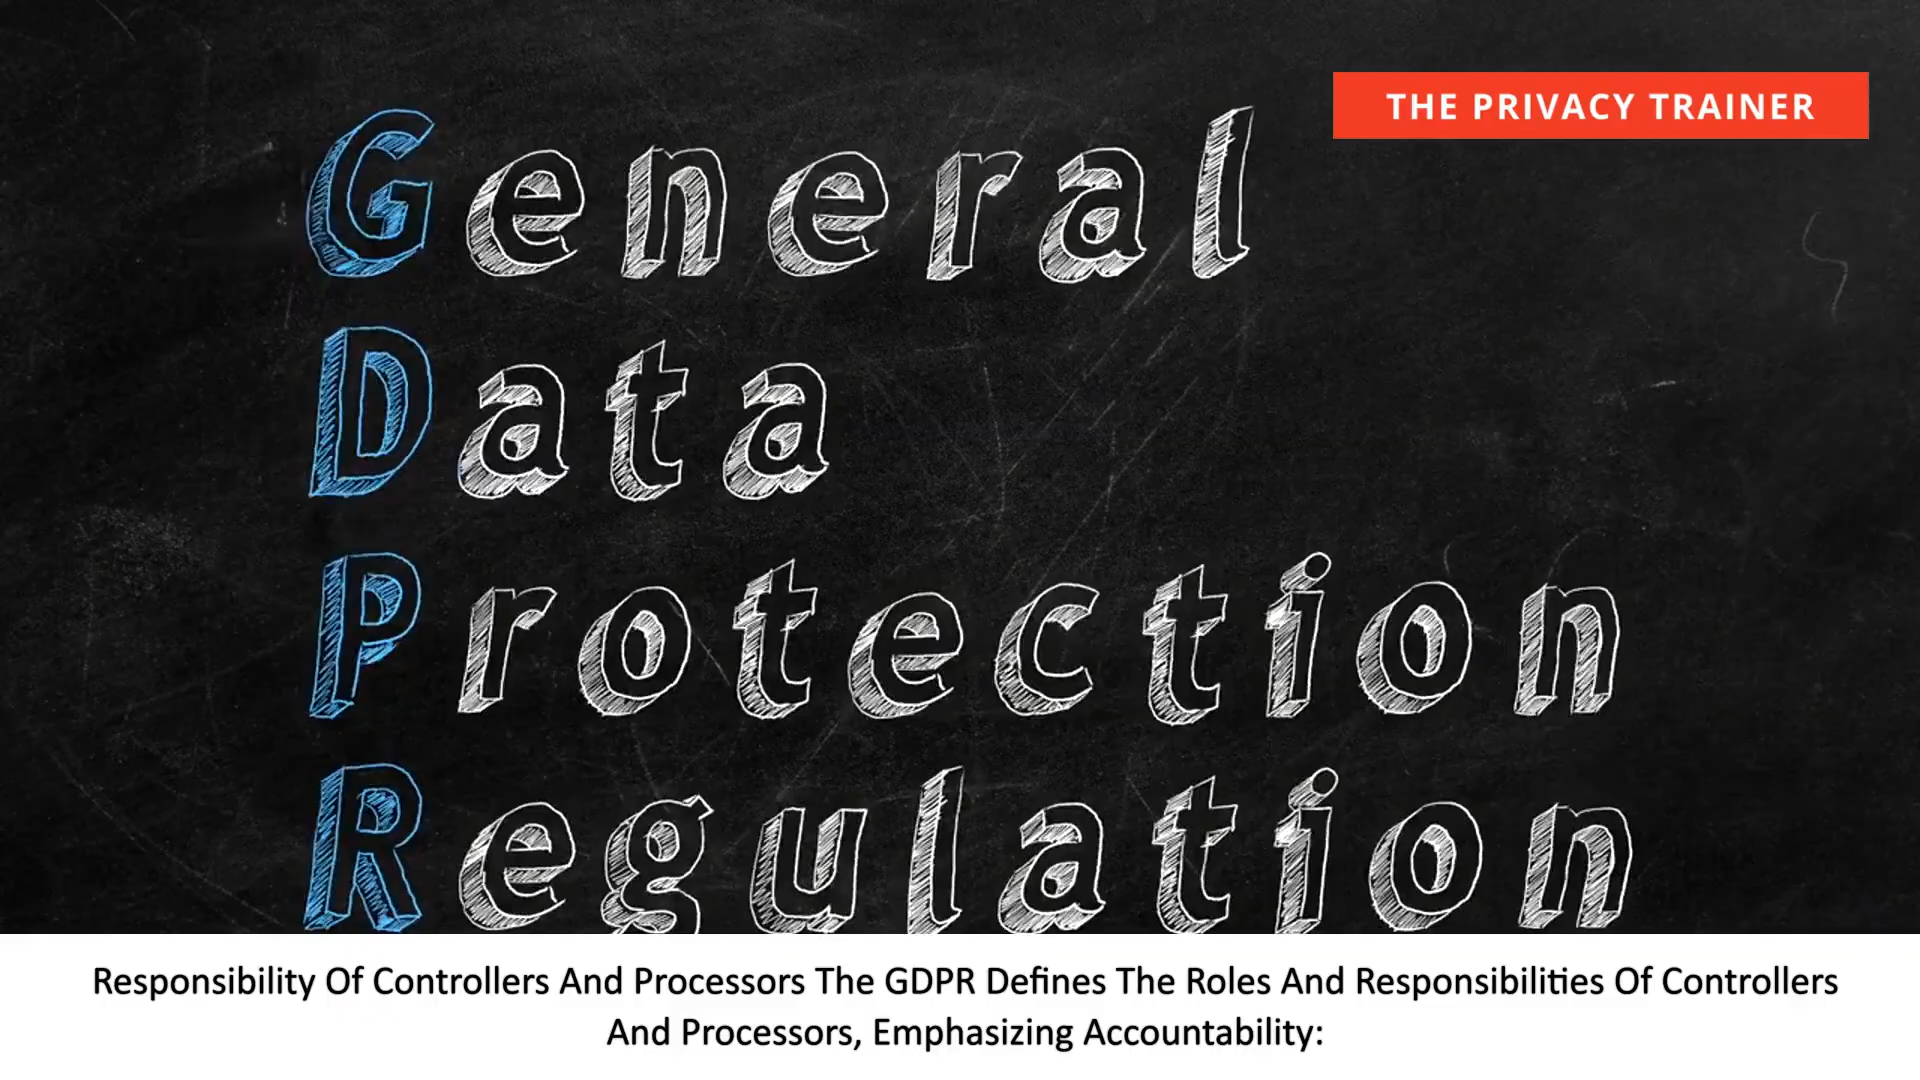 THE PRIVACY TRAINER
General
Data
Protection
Regulation
Responsibility Of Controllers And Processors The GDPR Defines The Roles And Responsibilities Of Controllers
And Processors, Emphasizing Accountability: